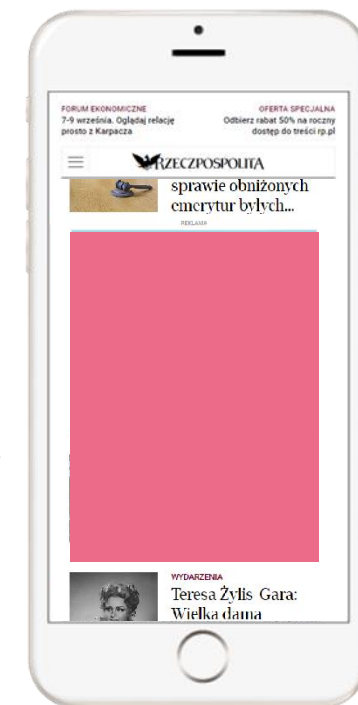 FORUM EKONOMICZNE
7-9 września. Oglądaj relację
prosto z Karpacza
OFERTA SPECJALNA
Odbierz rabat 50% na roczny
dostęp do treści rp.pl
RZECZPOSPOLITA
sprawie obniżonych
emerytur byłych...
REKLAMA
WYDARZENIA
Teresa Żylis-Gara:
Wielka dama